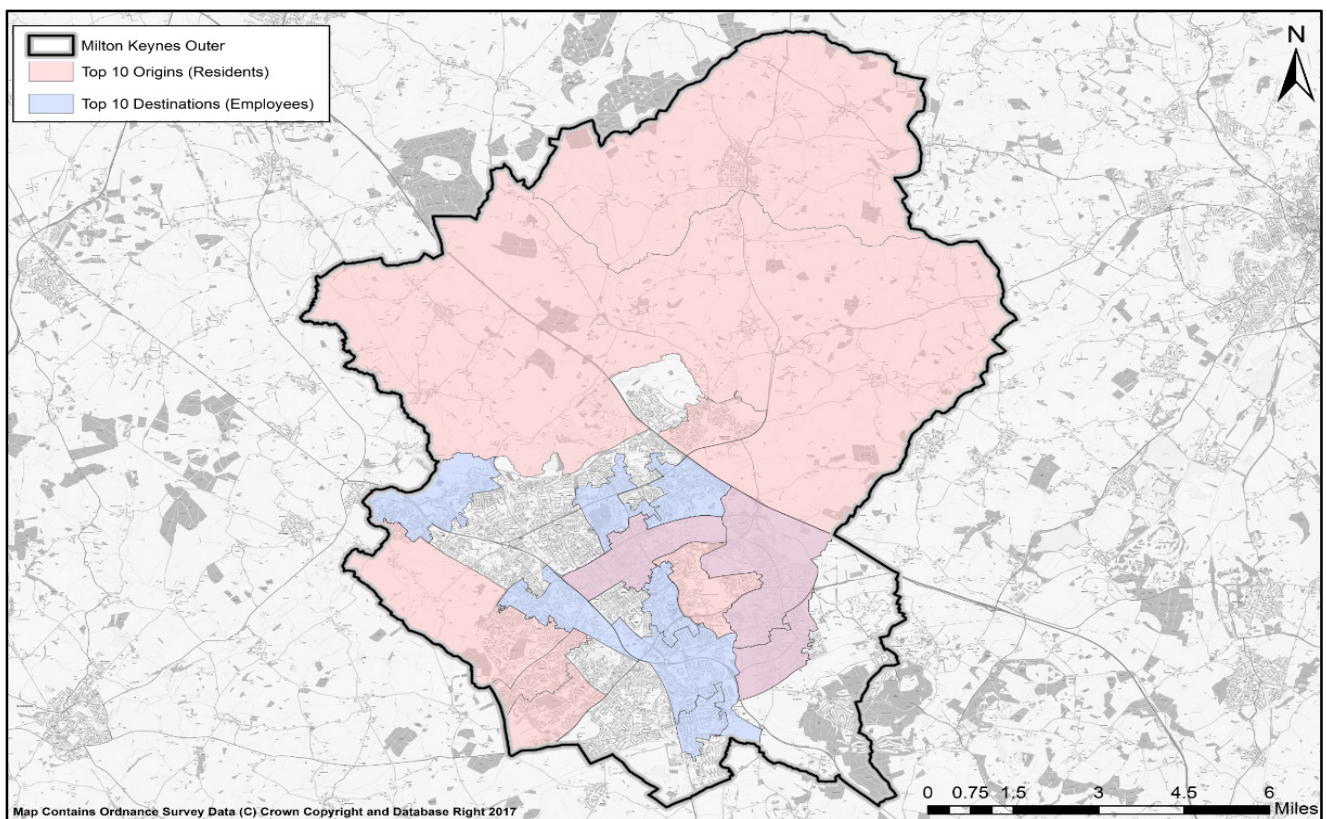 Milton Keynes Outer
Top 10 Origins (Residents)
Top 10 Destinations (Employees)
N
0 0.75 1.5 3 4.5 6
Miles
Map Contains Ordnance Survey Data (C) Crown Copyright and Database Right 2017